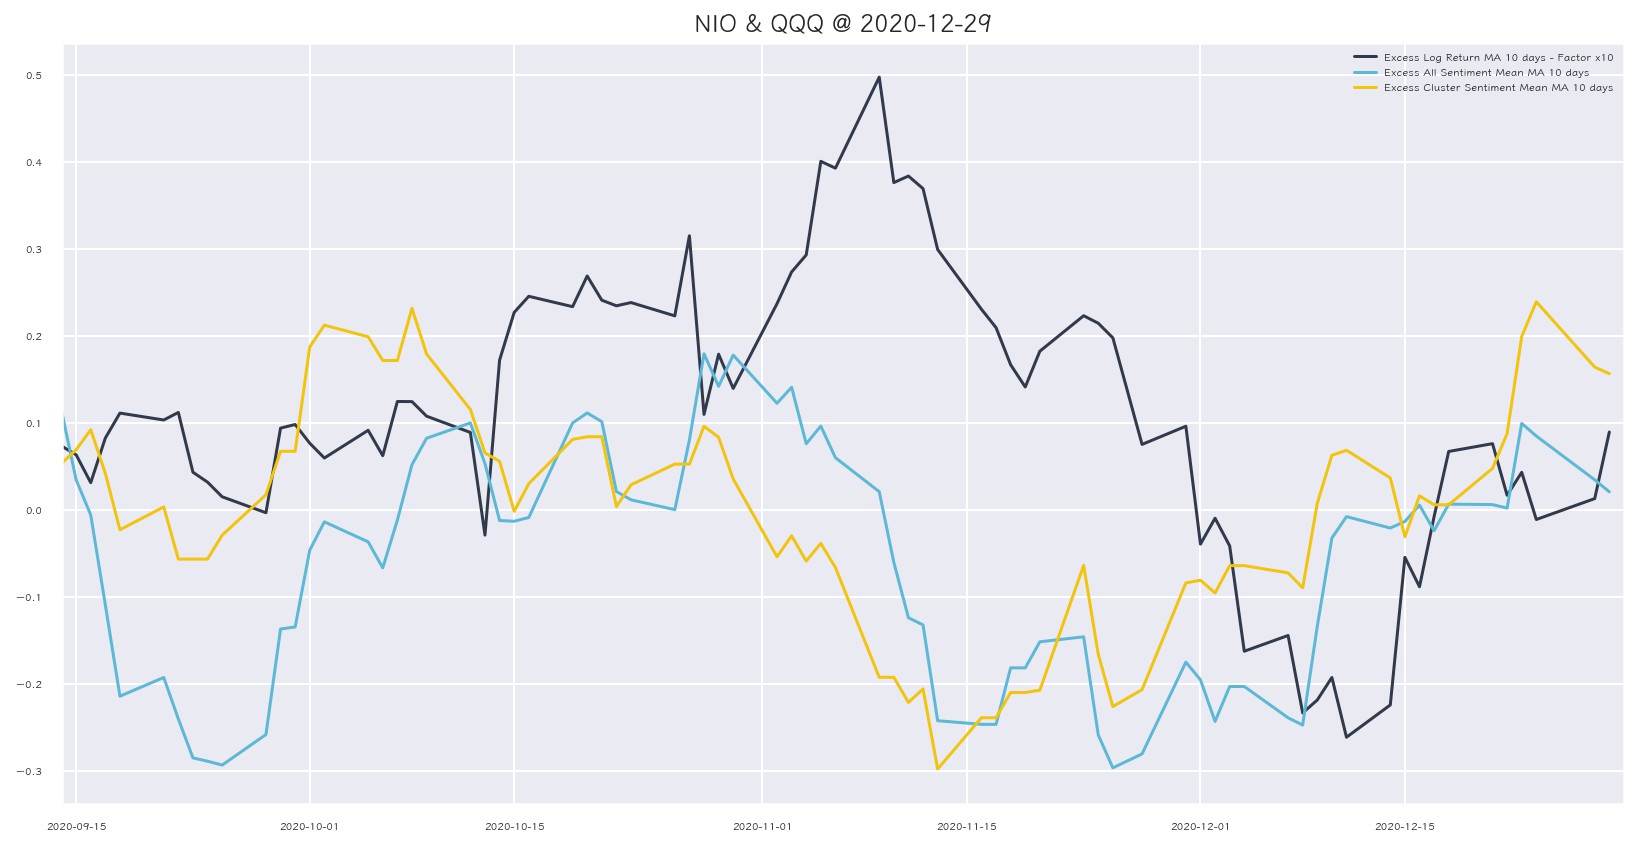 NIO & QQQ @ 2020-12-29
Excess Log Return MA 10 days - Factor x10
Excess All Sentiment Mean MA 10 days
Excess Cluster Sentiment Mean MA 10 days
0.5
0.4
0.3
0.2
0.1
0.0
−0.1
−0.2
−0.3
2020-09-15 2020-10-01 2020-10-15 2020-11-01 2020-11-15 2020-12-01 2020-12-15